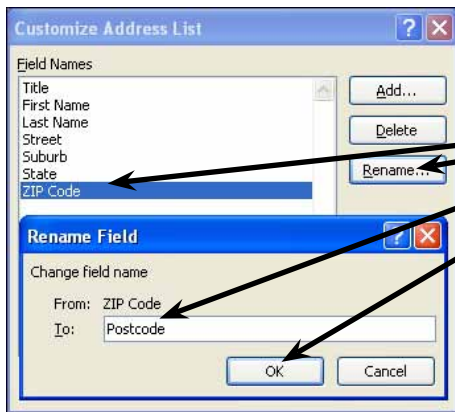 Customize Address List
Field Names
Title
First Name
Last Name
Street
Suburb
State
ZIP Code
Add...
Delete
Rename...
Rename Field
Change field name
From: ZIP Code
To: Postcode
OK
Cancel